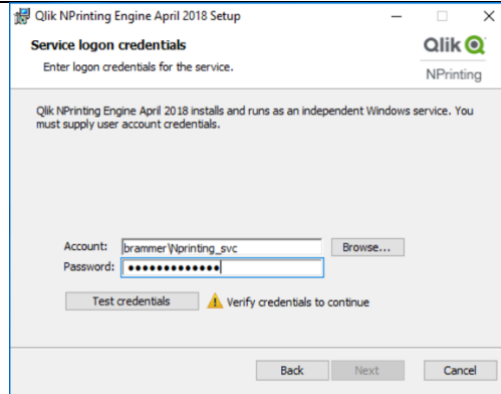 Qlik NPrinting Engine April 2018 Setup
Service logon credentials
Enter logon credentials for the service.
Qlik
NPrinting
Qlik NPrinting Engine April 2018 installs and runs as an independent Windows service. You
must supply user account credentials.
Account: brammer\Nprinting_svc Browse...
Password: ●●●●●●●●●●●●●
Test credentials Verify credentials to continue
Back Next Cancel